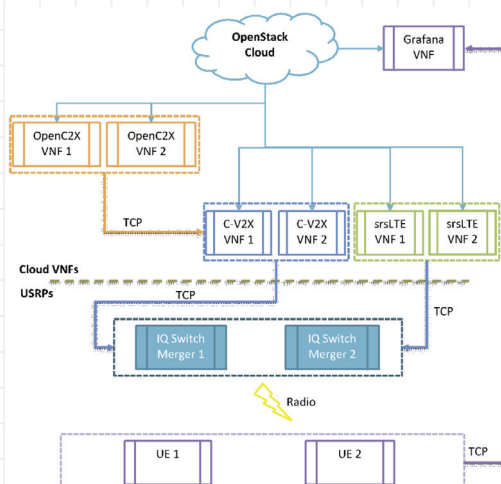 OpenStack
Cloud
Grafana
VNF
OpenC2X
VNF 1
OpenC2X
VNF 2
TCP
C-V2X
VNF 1
C-V2X
VNF 2
srsLTE
VNF 1
srsLTE
VNF 2
Cloud VNFs
USRPs
TCP
TCP
IQ Switch
Merger 1
IQ Switch
Merger 2
Radio
UE 1
UE 2
TCP